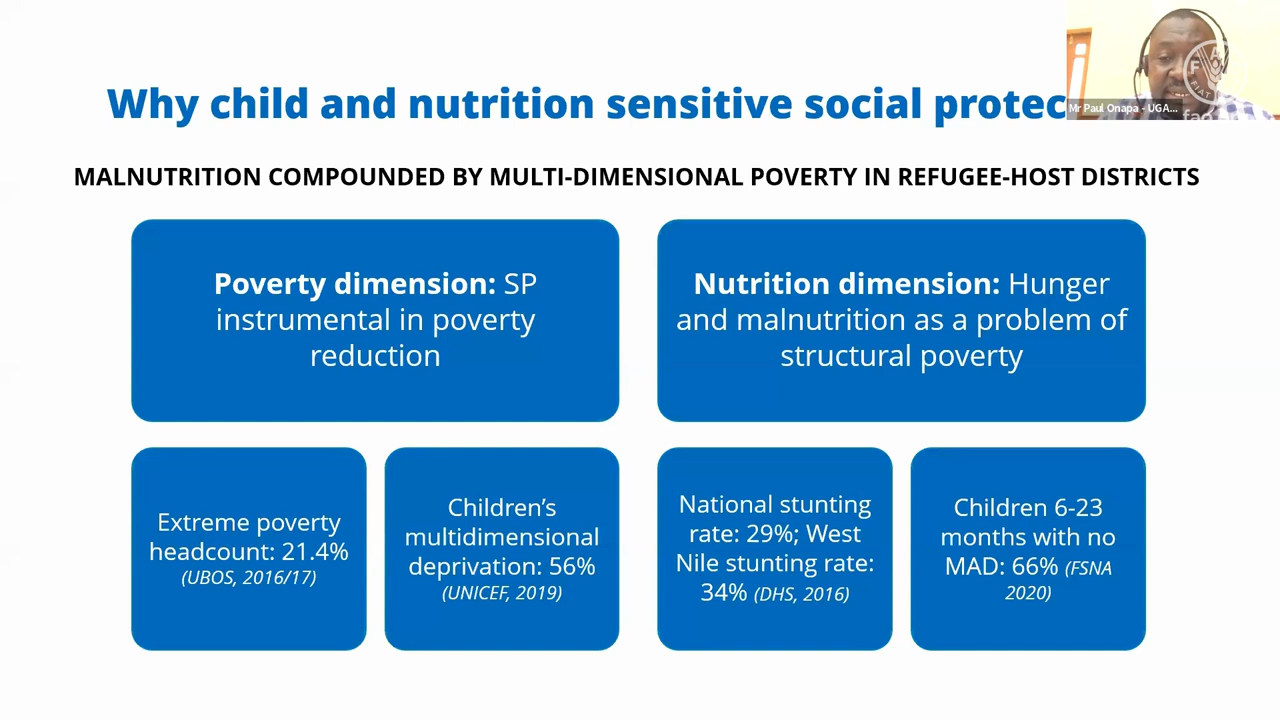 Why child and nutrition sensitive social protec
Mr Paul Onapa - UGA...
MALNUTRITION COMPOUNDED BY MULTI-DIMENSIONAL POVERTY IN REFUGEE-HOST DISTRICTS
Poverty dimension: SP
instrumental in poverty
reduction
Nutrition dimension: Hunger
and malnutrition as a problem of
structural poverty
Extreme poverty
headcount: 21.4%
(UBOS, 2016/17)
Children’s
multidimensional
deprivation: 56%
(UNICEF, 2019)
National stunting
rate: 29%; West
Nile stunting rate:
34% (DHS, 2016)
Children 6-23
months with no
MAD: 66% (FSNA
2020)